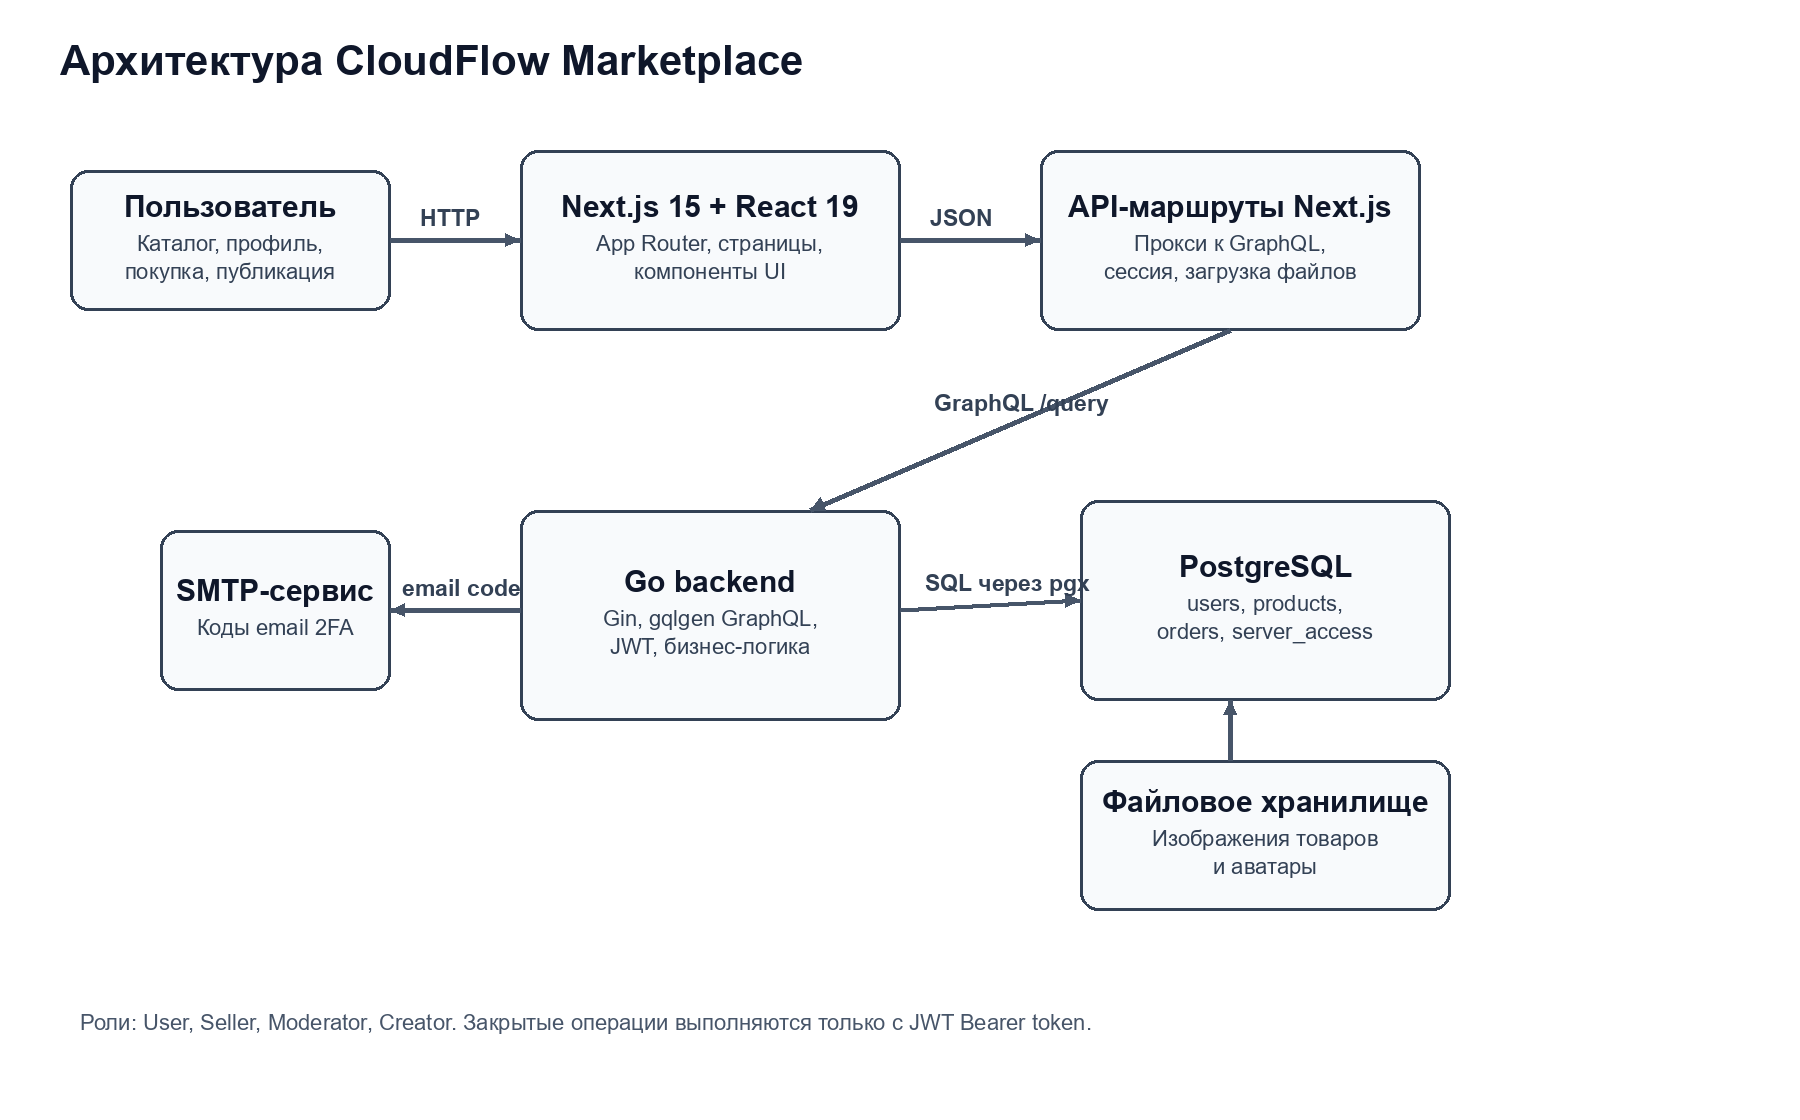 Архитектура CloudFlow Marketplace
Пользователь
Каталог, профиль,
покупка, публикация
HTTP
Next.js 15 + React 19
App Router, страницы,
компоненты UI
JSON
API-маршруты Next.js
Прокси к GraphQL,
сессия, загрузка файлов
GraphQL /query
SMTP-сервис
Коды email 2FA
email code
Go backend
Gin, gqlgen GraphQL,
JWT, бизнес-логика
SQL через pgx
PostgreSQL
users, products,
orders, server_access
Файловое хранилище
Изображения товаров
и аватары
Роли: User, Seller, Moderator, Creator. Закрытые операции выполняются только с JWT Bearer token.